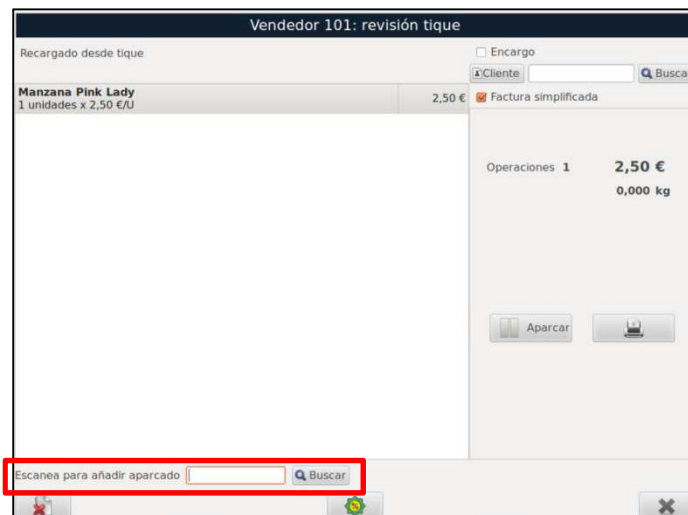 Vendedor 101: revisión tique
Recargado desde tique
Encargo
Cliente
Busca
Manzana Pink Lady
1 unidades x 2,50 €/U
2,50 €
Factura simplificada
Operaciones 1 2,50 €
0,000 kg
Aparcar
Escanea para añadir aparcado
Buscar